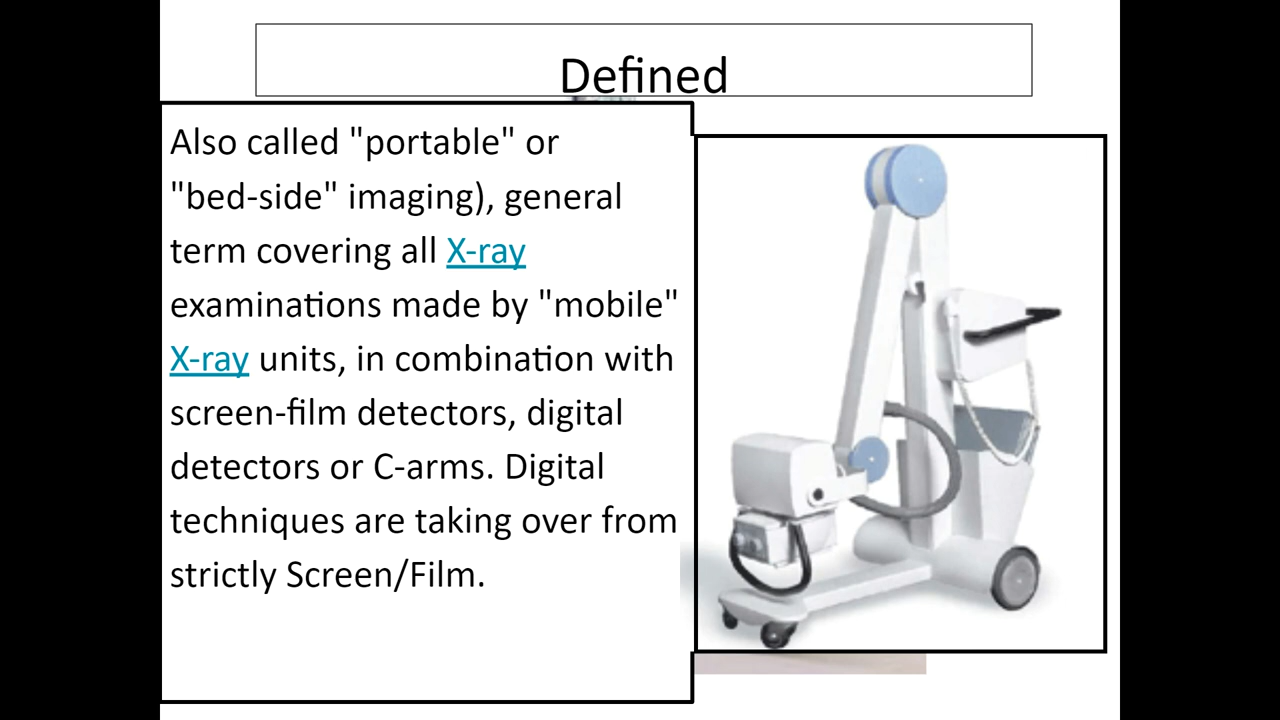 Defined
Also called "portable" or
"bed-side" imaging), general
term covering all X-ray
examinations made by "mobile"
X-ray units, in combination with
screen-film detectors, digital
detectors or C-arms. Digital
techniques are taking over from
strictly Screen/Film.